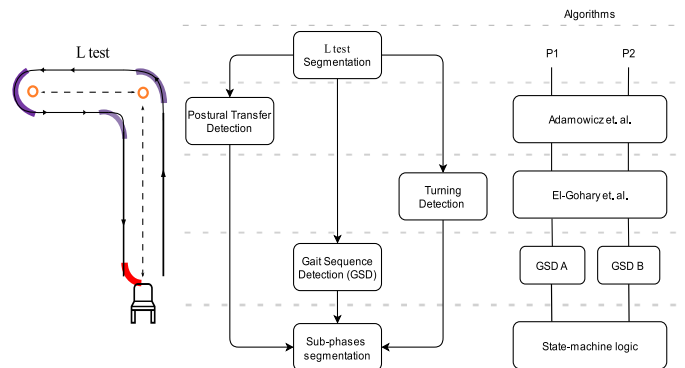 Algorithms
L test
L test
Segmentation
P1
P2
Postural Transfer
Detection
Adamowicz et. al.
Turning
Detection
El-Gohary et. al.
Gait Sequence
Detection (GSD)
GSD A
GSD B
Sub-phases
segmentation
State-machine logic